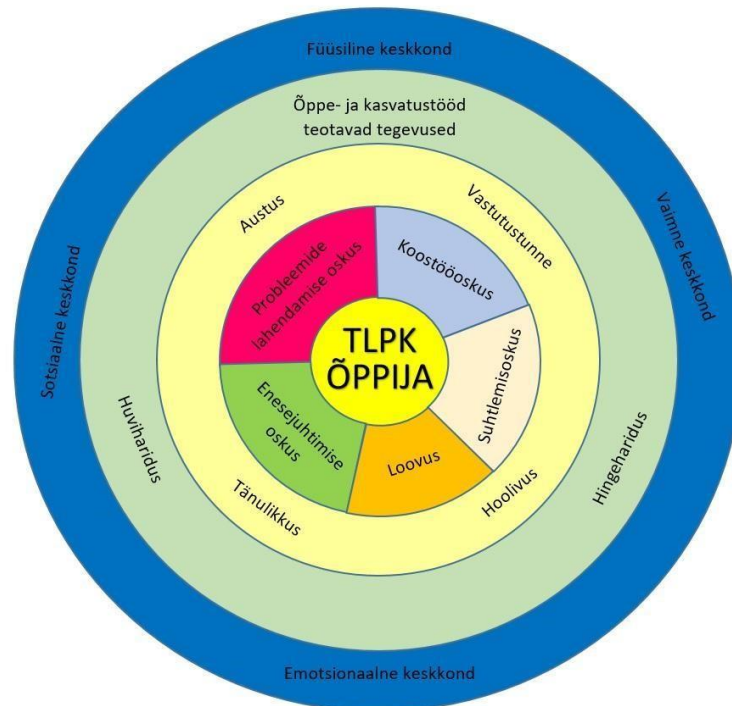 Füüsiline keskkond
Õppe- ja kasvatustööd
teotavad tegevused
Austus
Vastutustunne
Vaimne keskkond
Sotsiaalne keskkond
Probleemide
lahendamise oskus
Koostööoskus
TLPK
ÕPPIJA
Suhtlemisoskus
Enesejuhtimise
oskus
Loovus
Huviharidus
Hingeharidus
Tänulikkus
Hoolivus
Emotsionaalne keskkond